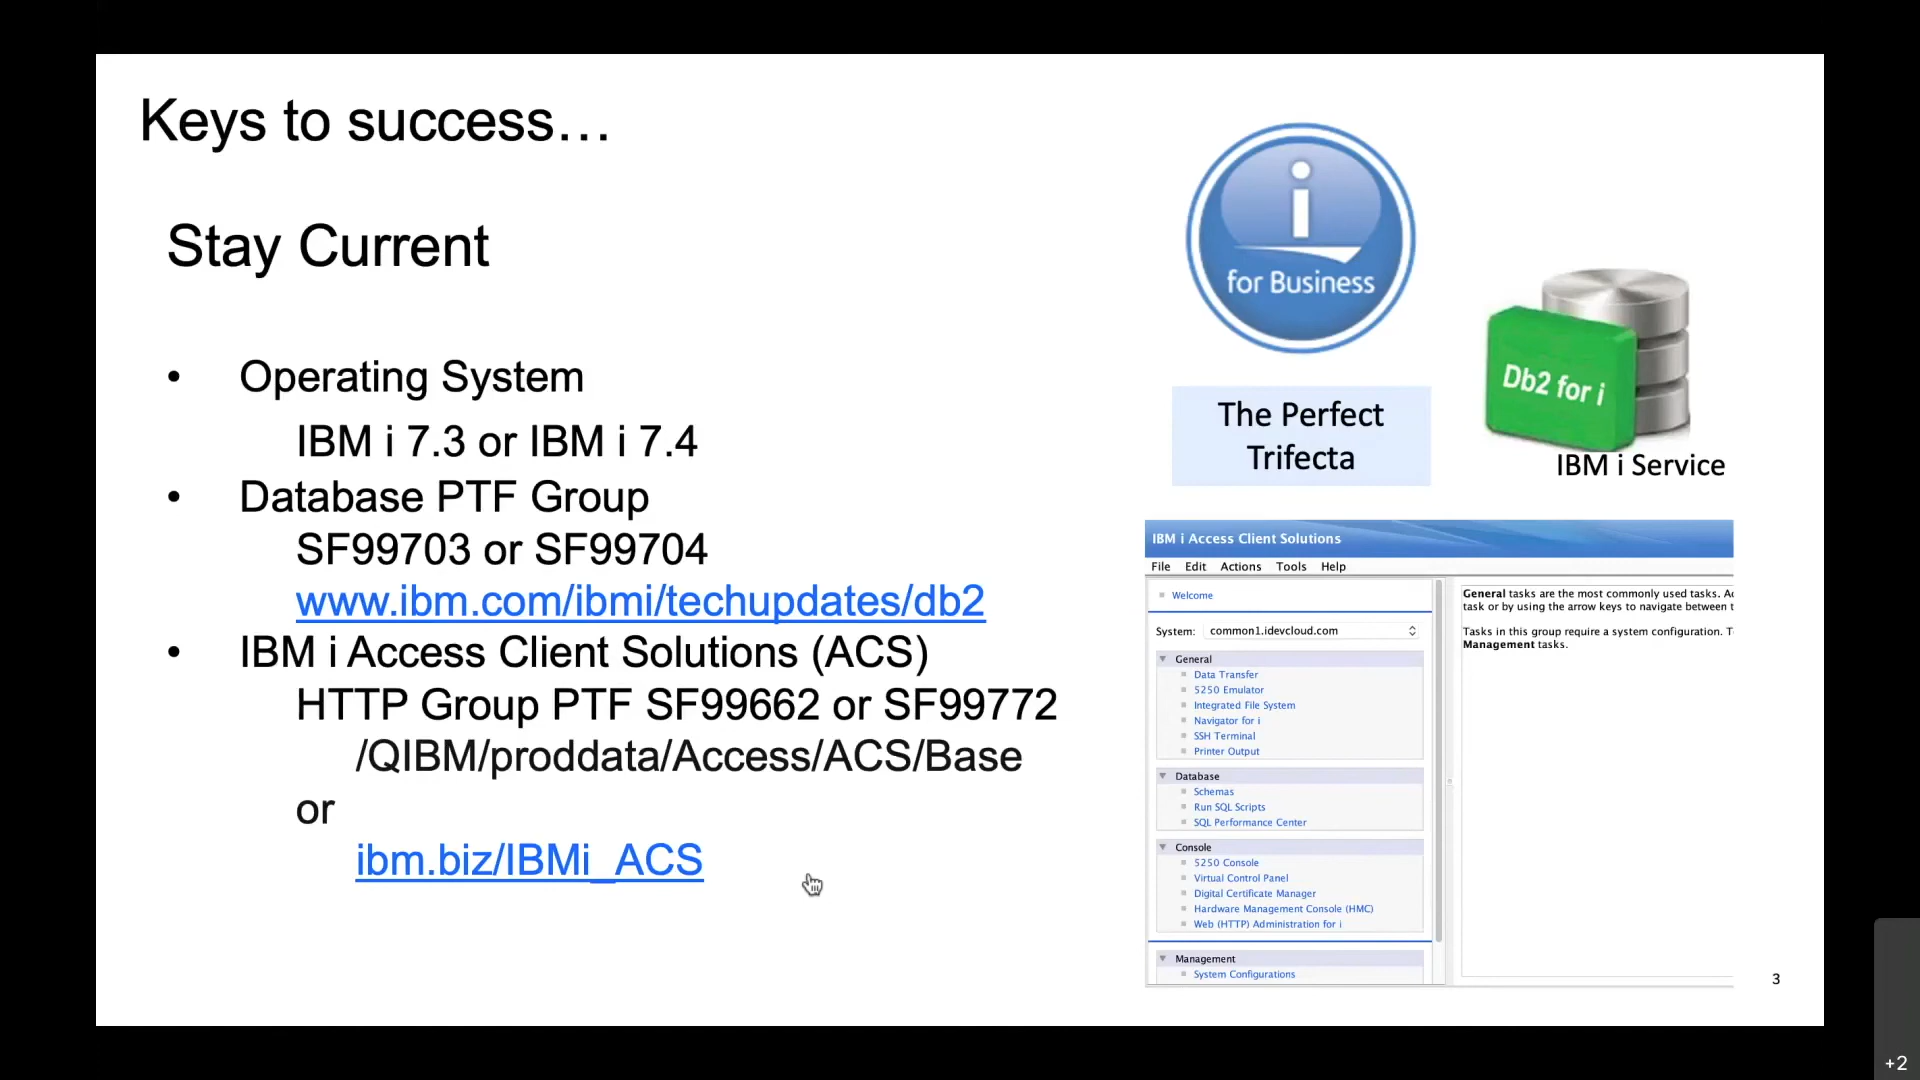 Keys to success…
Stay Current
• Operating System
IBM i 7.3 or IBM i 7.4
• Database PTF Group
SF99703 or SF99704
www.ibm.com/ibmi/techupdates/db2
• IBM i Access Client Solutions (ACS)
HTTP Group PTF SF99662 or SF99772
/QIBM/proddata/Access/ACS/Base
or
ibm.biz/IBMi_ACS
i
for Business
The Perfect
Trifecta
Db2 for i
IBM i Service
IBM i Access Client Solutions
File Edit Actions Tools Help
Welcome
System: common1.idevcloud.com
General
Data Transfer
5250 Emulator
Integrated File System
Navigator for i
SSH Terminal
Printer Output
Database
Schemas
Run SQL Scripts
SQL Performance Center
Console
5250 Console
Virtual Control Panel
Digital Certificate Manager
Hardware Management Console (HMC)
Web (HTTP) Administration for i
Management
System Configurations
General tasks are the most commonly used tasks.
task or by using the arrow keys to navigate between
Tasks in this group require a system configuration.
Management tasks.
3
+2